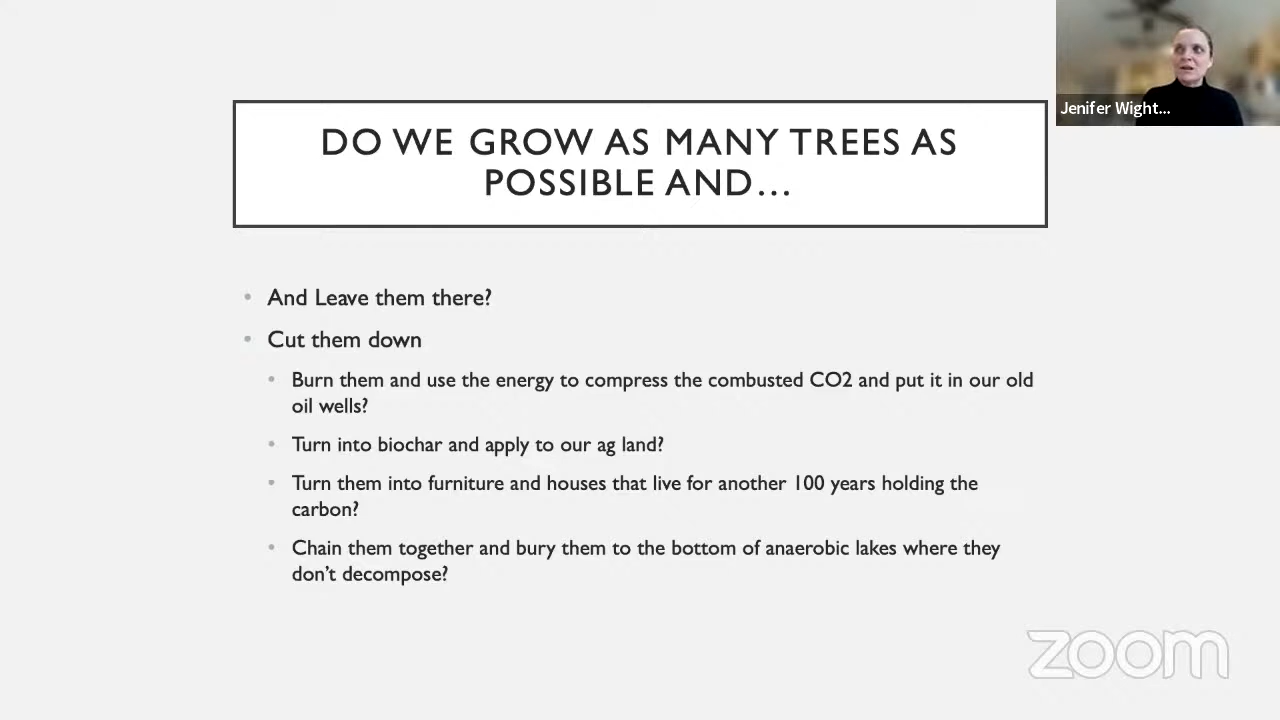 DO WE GROW AS MANY TREES AS
POSSIBLE AND...
• And Leave them there?
• Cut them down
• Burn them and use the energy to compress the combusted CO2 and put it in our old
oil wells?
• Turn into biochar and apply to our ag land?
• Turn them into furniture and houses that live for another 100 years holding the
carbon?
• Chain them together and bury them to the bottom of anaerobic lakes where they
don't decompose?
Jenifer Wight...
zoom